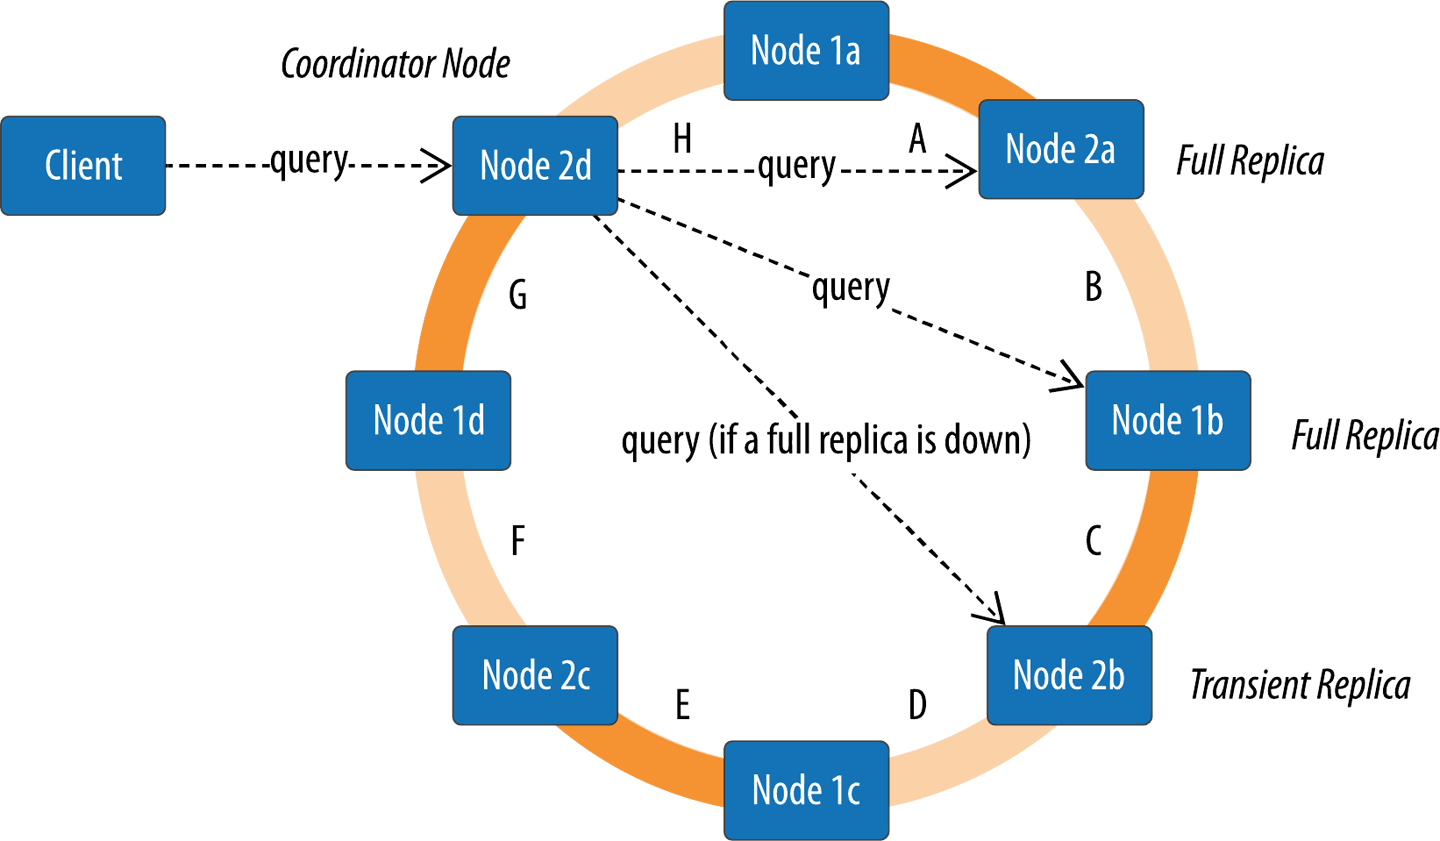 Node 1a
Coordinator Node
Client
query
Node 2d
H
A
query
Node 2a
Full Replica
G
query
B
Node 1d
query (if a full replica is down)
Node 1b
Full Replica
F
C
Node 2c
E
D
Node 2b
Transient Replica
Node 1c